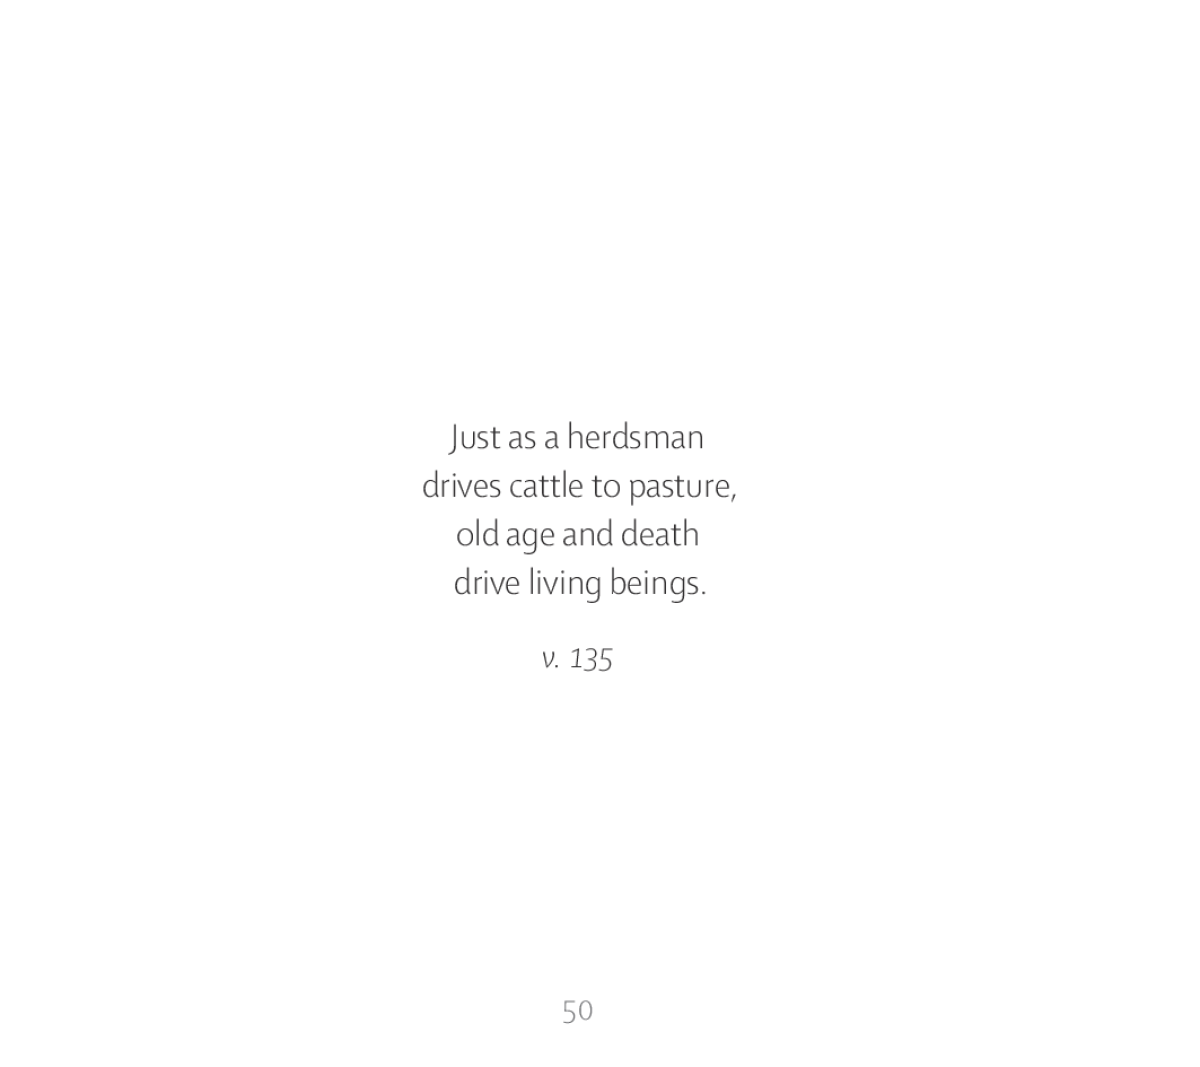 Just as a herdsman
drives cattle to pasture,
old age and death
drive living beings.
v. 135
50